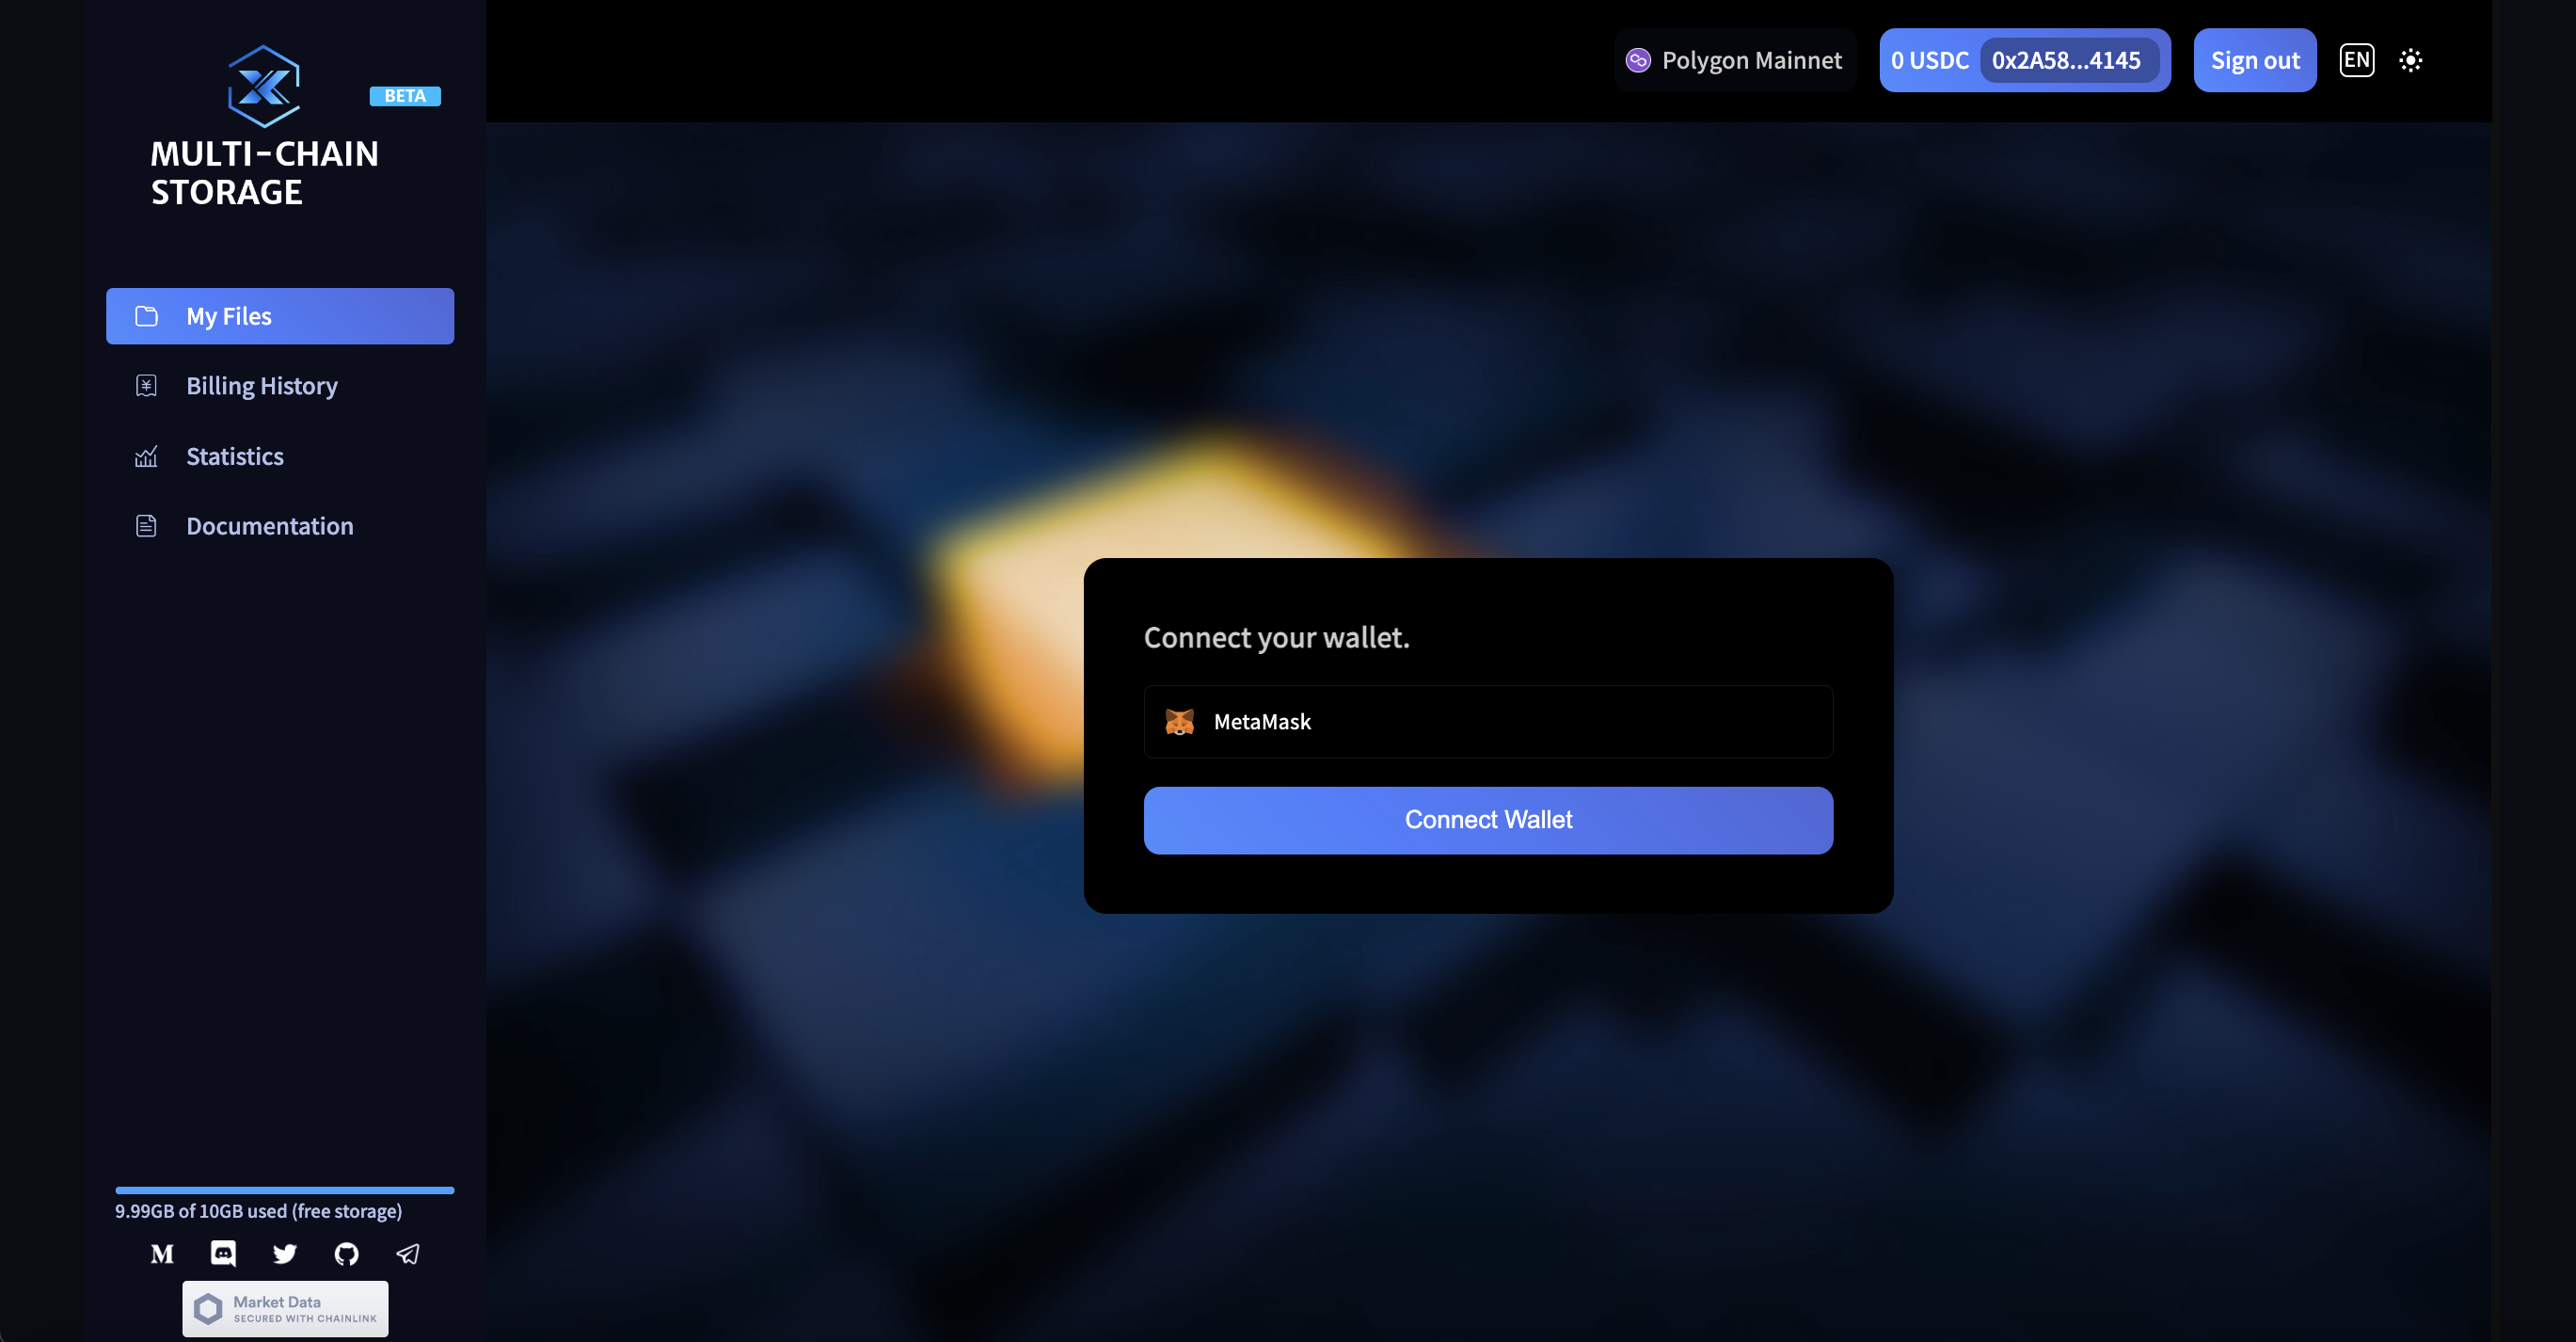 BETA
MULTI-CHAIN
STORAGE
My Files
Billing History
Statistics
Documentation
9.99GB of 10GB used (free storage)
Market Data
SECURED WITH CHAINLINK
Polygon Mainnet
0 USDC 0x2A58...4145
Sign out
EN
Connect your wallet.
MetaMask
Connect Wallet